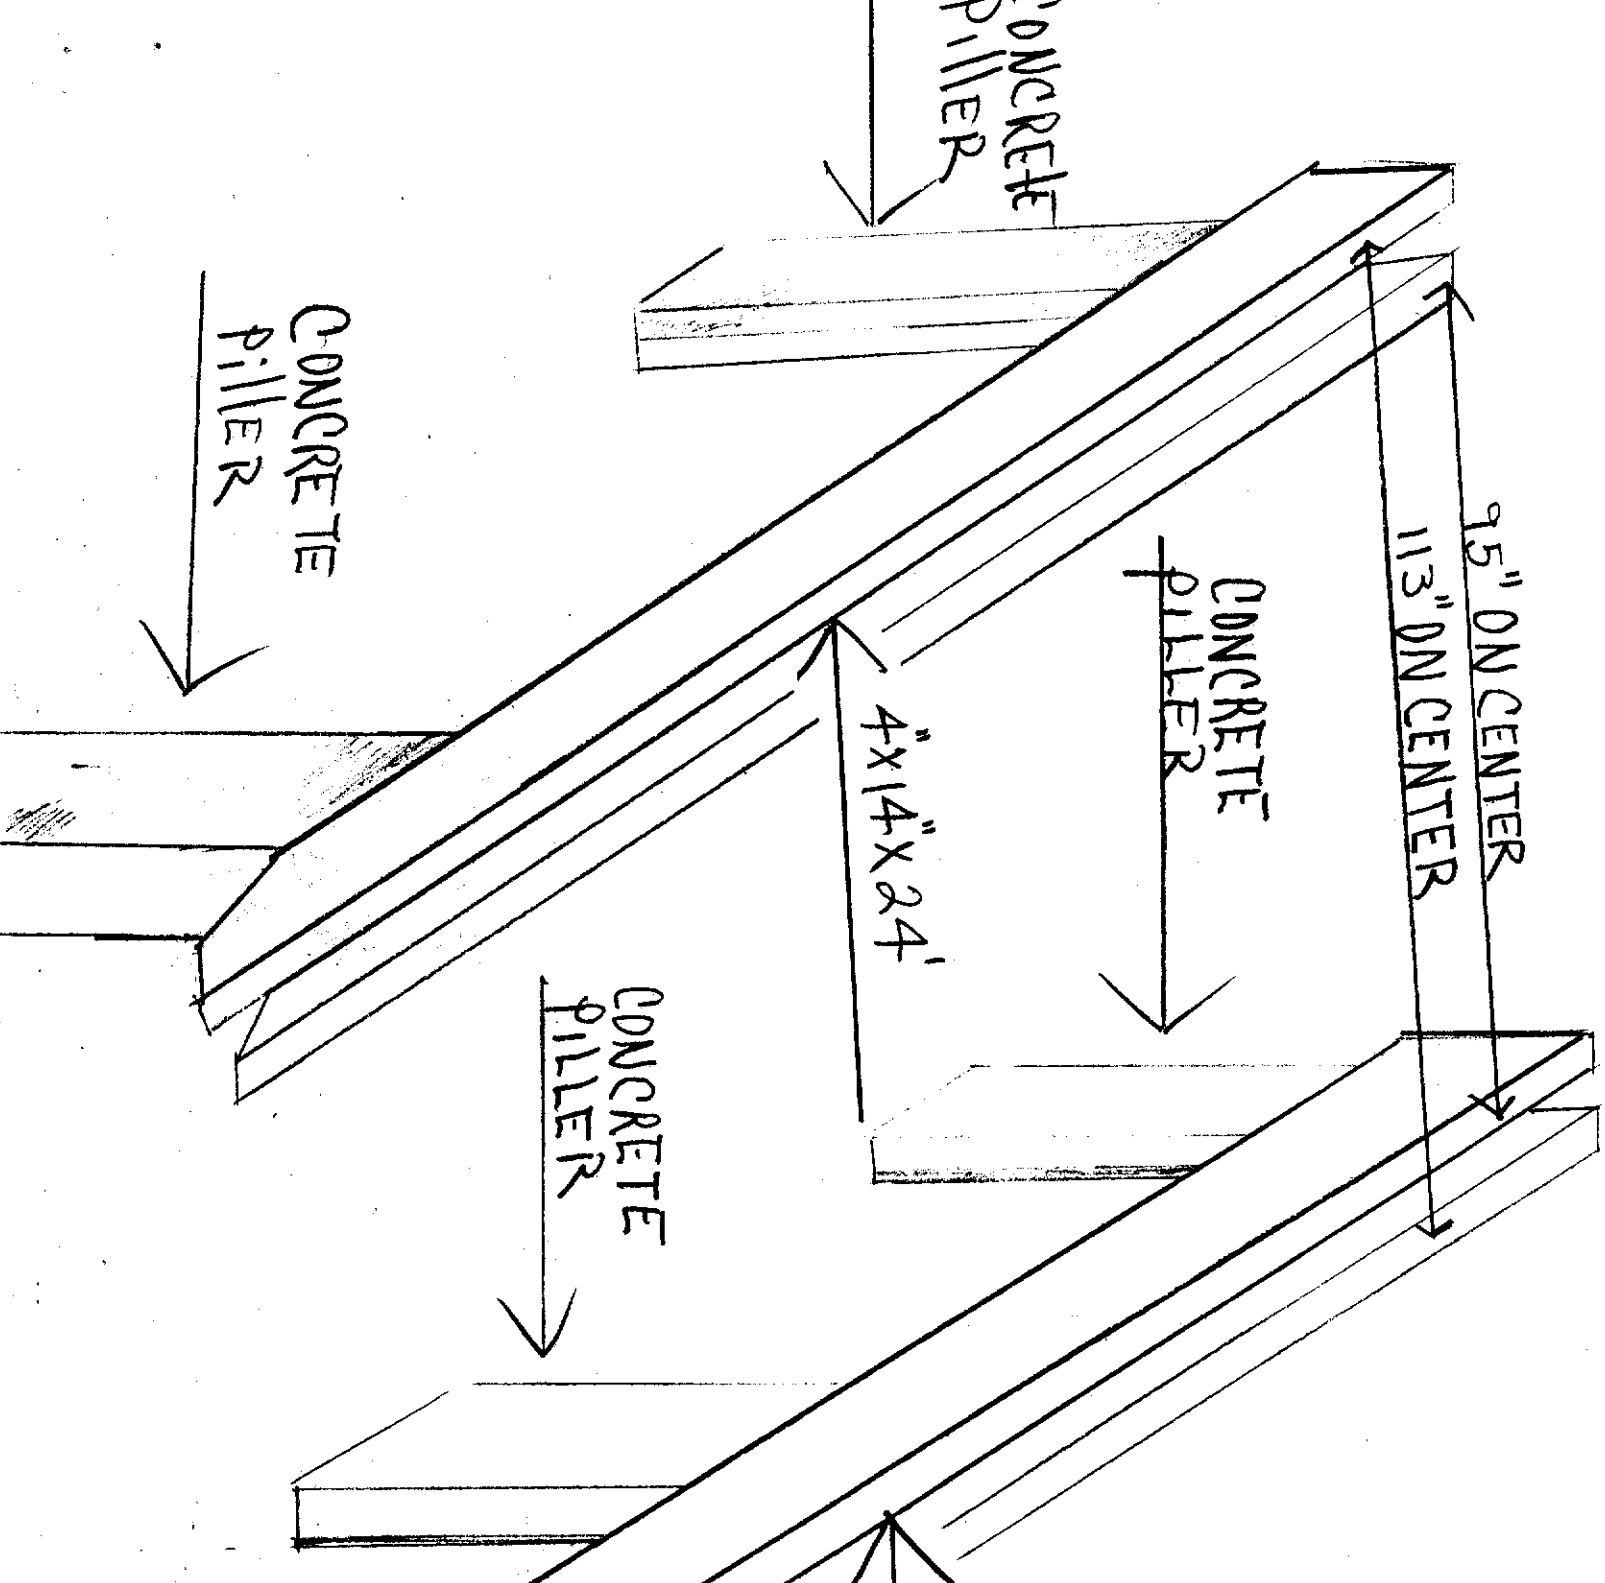 95" ON CENTER
113" ON CENTER
CONCRETE
PILLER
CONCRETE
PillER
4"x14"x24'
CONCRETE
PILLER
CONCRETE
PillER